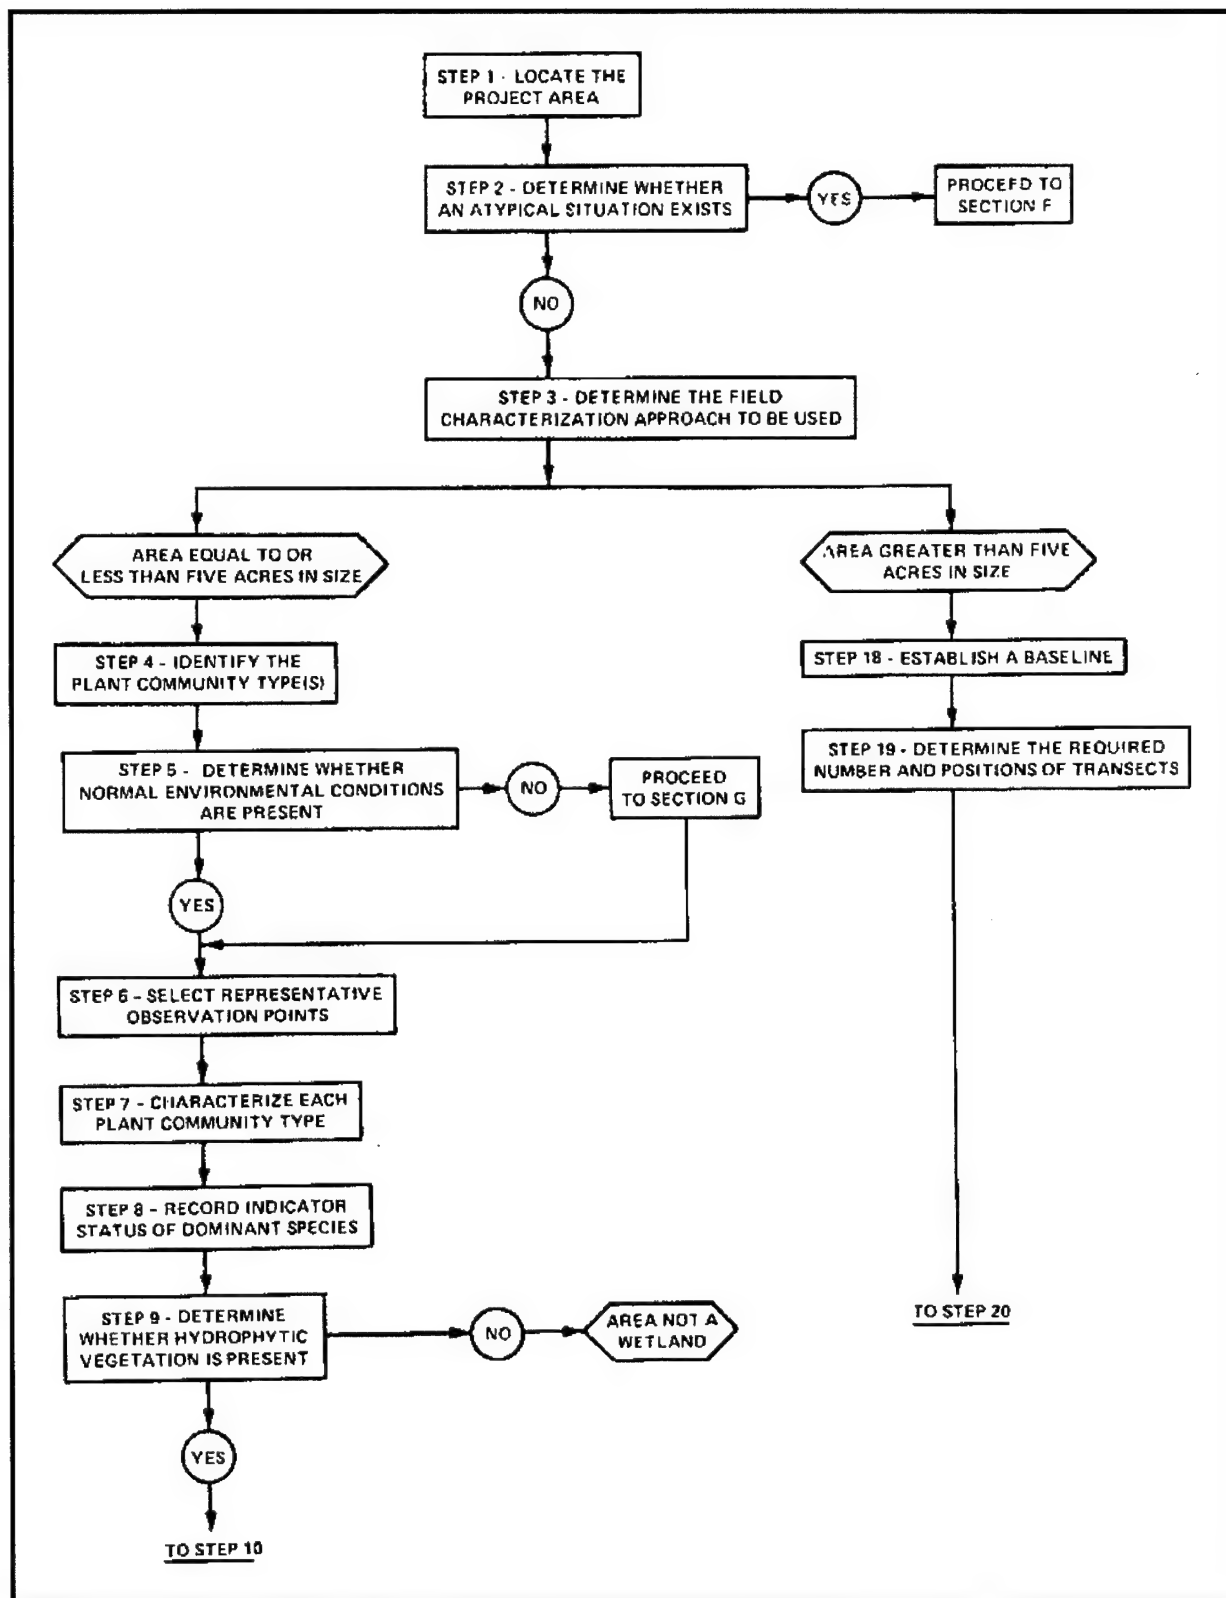 STEP 1 - LOCATE THE
PROJECT AREA
STEP 2 - DETERMINE WHETHER
AN ATYPICAL SITUATION EXISTS
YES
PROCEED TO
SECTION F
NO
STEP 3 - DETERMINE THE FIELD
CHARACTERIZATION APPROACH TO BE USED
AREA EQUAL TO OR
LESS THAN FIVE ACRES IN SIZE
AREA GREATER THAN FIVE
ACRES IN SIZE
STEP 4 - IDENTIFY THE
PLANT COMMUNITY TYPE(S)
STEP 18 - ESTABLISH A BASELINE
STEP 5 - DETERMINE WHETHER
NORMAL ENVIRONMENTAL CONDITIONS
ARE PRESENT
NO
PROCEED
TO SECTION G
STEP 19 - DETERMINE THE REQUIRED
NUMBER AND POSITIONS OF TRANSECTS
YES
STEP 6 - SELECT REPRESENTATIVE
OBSERVATION POINTS
STEP 7 - CHARACTERIZE EACH
PLANT COMMUNITY TYPE
STEP 8 - RECORD INDICATOR
STATUS OF DOMINANT SPECIES
STEP 9 - DETERMINE
WHETHER HYDROPHYTIC
VEGETATION IS PRESENT
NO
AREA NOT A
WETLAND
TO STEP 20
YES
TO STEP 10